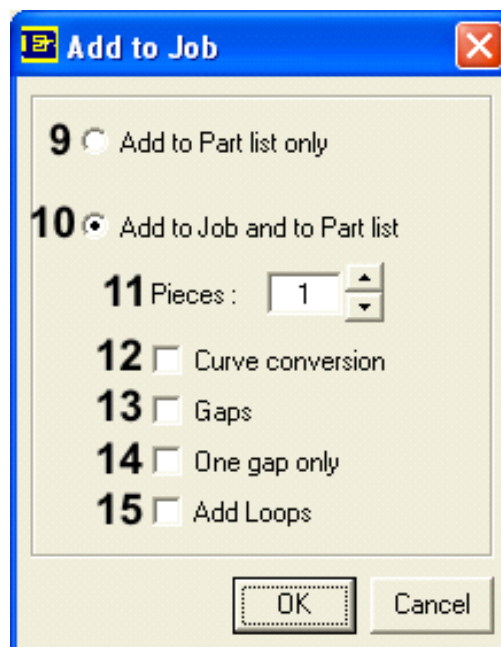 Add to Job
9 Add to Part list only
10 Add to Job and to Part list
11 Pieces : 1
12 Curve conversion
13 Gaps
14 One gap only
15 Add Loops
OK Cancel